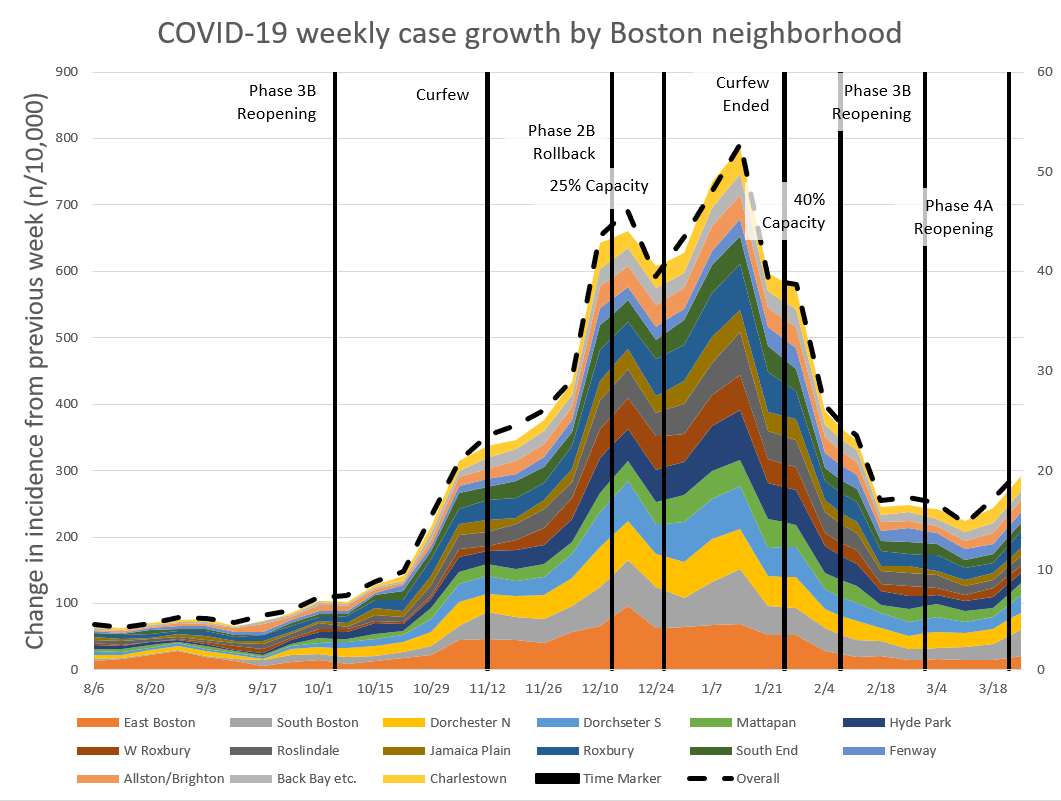 COVID-19 weekly case growth by Boston neighborhood
Change in incidence from previous week (n/10,000)
900
800
700
600
500
400
300
200
100
0
60
50
40
30
20
10
0
Phase 3B
Reopening
Curfew
Phase 2B
Rollback
25% Capacity
Curfew
Ended
40%
Capacity
Phase 3B
Reopening
Phase 4A
Reopening
8/6 8/20 9/3 9/17 10/1 10/15 10/29 11/12 11/26 12/10 12/24 1/7 1/21 2/4 2/18 3/4 3/18
East Boston South Boston Dorchester N Dorchseter S Mattapan Hyde Park
W Roxbury Roslindale Jamaica Plain Roxbury South End Fenway
Allston/Brighton Back Bay etc. Charlestown Time Marker Overall